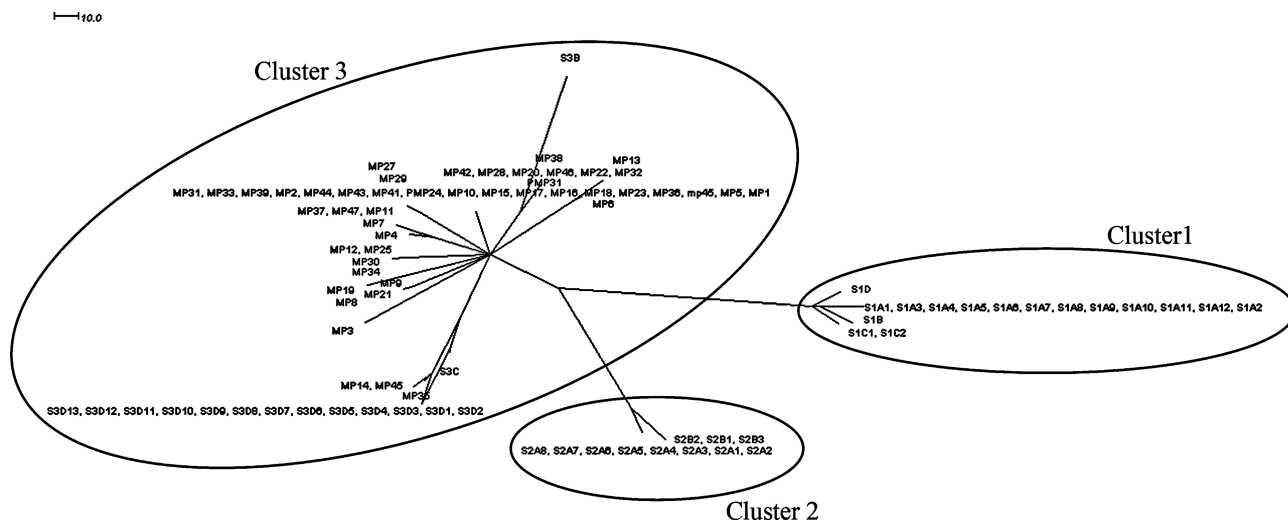 10.0
Cluster 3
S3B
MP38
MP13
MP27
MP42, MP28, MP20, MP46, MP22, MP32
MP29
PMP31
MP31, MP33, MP39, MP2, MP44, MP43, MP41, PMP24, MP10, MP15, MP17, MP16, MP18, MP23, MP36, mp45, MP5, MP1
MP6
MP37, MP47, MP11
MP7
MP4
MP12, MP25
MP30
MP34
MP9
MP19
MP21
MP8
MP3
S3C
MP14, MP45
MP35
S3D13, S3D12, S3D11, S3D10, S3D9, S3D8, S3D7, S3D6, S3D5, S3D4, S3D3, S3D1, S3D2
Cluster1
S1D
S1A1, S1A3, S1A4, S1A5, S1A6, S1A7, S1A8, S1A9, S1A10, S1A11, S1A12, S1A2
S1B
S1C1, S1C2
S2B2, S2B1, S2B3
S2A8, S2A7, S2A6, S2A5, S2A4, S2A3, S2A1, S2A2
Cluster 2